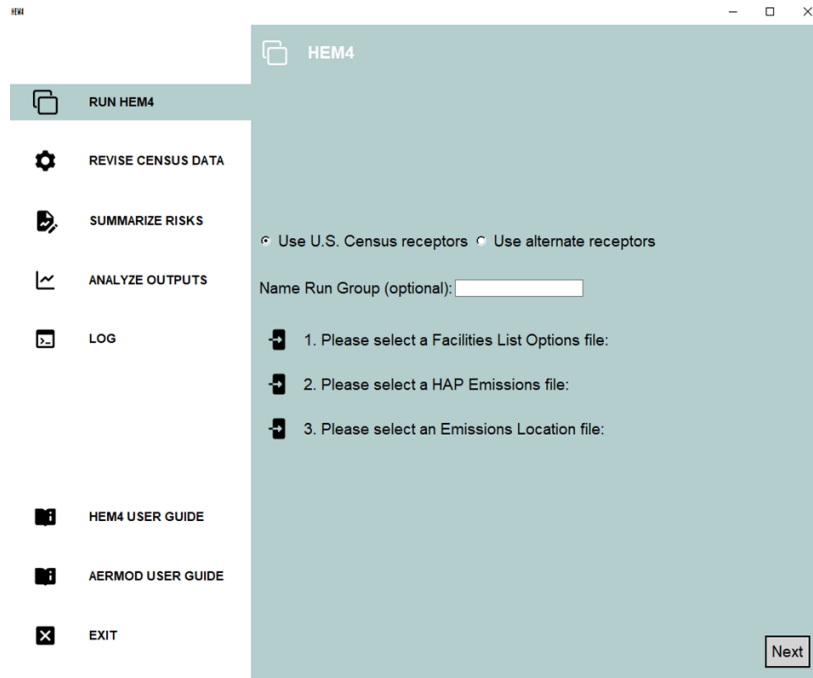 HEM4
HEM4
RUN HEM4
REVISE CENSUS DATA
SUMMARIZE RISKS
ANALYZE OUTPUTS
LOG
HEM4 USER GUIDE
AERMOD USER GUIDE
EXIT
Use U.S. Census receptors Use alternate receptors
Name Run Group (optional):
1. Please select a Facilities List Options file:
2. Please select a HAP Emissions file:
3. Please select an Emissions Location file:
Next